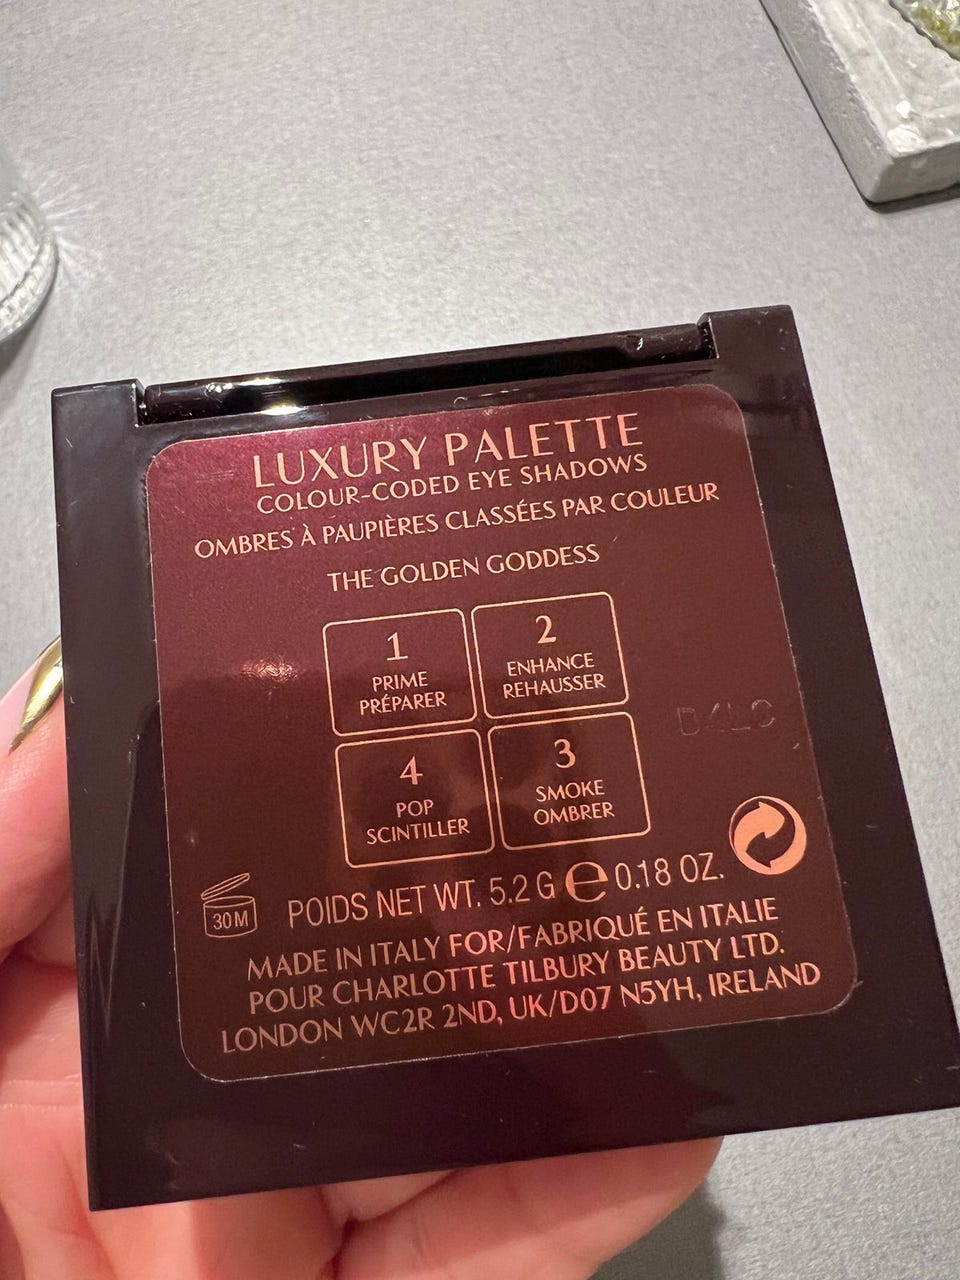 LUXURY PALETTE
COLOUR-CODED EYE SHADOWS
OMBRES À PAUPIÈRES CLASSÉES PAR COULEUR
THE GOLDEN GODDESS
1
PRIME
PRÉPARER
2
ENHANCE
REHAUSSER
4
POP
SCINTILLER
3
SMOKE
OMBRER
30M
POIDS NET WT. 5.2 G e 0.18 OZ.
MADE IN ITALY FOR/FABRIQUÉ EN ITALIE
POUR CHARLOTTE TILBURY BEAUTY LTD.
LONDON WC2R 2ND, UK/D07 N5YH, IRELAND